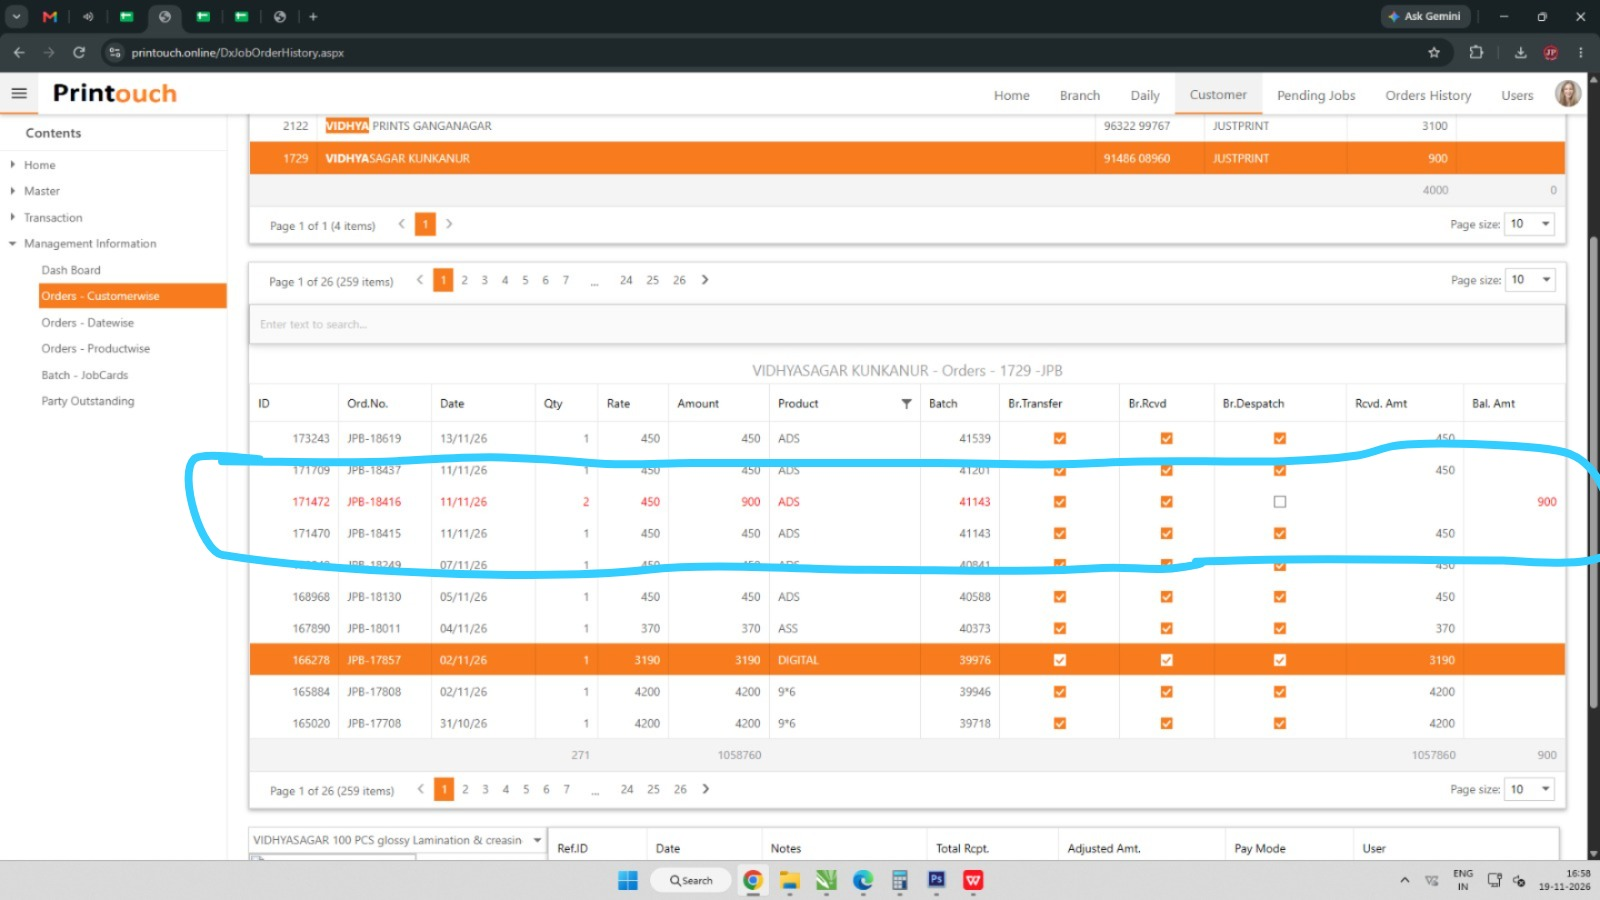 Ask Gemini
printouch.online/DxJobOrderHistory.aspx
JP
Printouch
Home Branch Daily Customer Pending Jobs Orders History Users
Contents
Home
Master
Transaction
Management Information
Dash Board
Orders - Customerwise
Orders - Datewise
Orders - Productwise
Batch - JobCards
Party Outstanding
2122 VIDHYA PRINTS GANGANAGAR 96322 99767 JUSTPRINT 3100
1729 VIDHYASAGAR KUNKANUR 91486 08960 JUSTPRINT 900
4000 0
Page 1 of 1 (4 items) 1 Page size: 10
Page 1 of 26 (259 items) 1 2 3 4 5 6 7 ... 24 25 26 Page size: 10
Enter text to search...
VIDHYASAGAR KUNKANUR - Orders - 1729 -JPB
ID Ord.No. Date Qty Rate Amount Product Batch Br.Transfer Br.Rcvd Br.Despatch Rcvd. Amt Bal. Amt
173243 JPB-18619 13/11/26 1 450 450 ADS 41539 450
171709 JPB-18437 11/11/26 1 450 450 ADS 41201 450
171472 JPB-18416 11/11/26 2 450 900 ADS 41143 900
171470 JPB-18415 11/11/26 1 450 450 ADS 41143 450
JPB-18249 07/11/26 1 450 450 ADS 40841 450
168968 JPB-18130 05/11/26 1 450 450 ADS 40588 450
167890 JPB-18011 04/11/26 1 370 370 ASS 40373 370
166278 JPB-17857 02/11/26 1 3190 3190 DIGITAL 39976 3190
165884 JPB-17808 02/11/26 1 4200 4200 9*6 39946 4200
165020 JPB-17708 31/10/26 1 4200 4200 9*6 39718 4200
271 1058760 1057860 900
Page 1 of 26 (259 items) 1 2 3 4 5 6 7 ... 24 25 26 Page size: 10
VIDHYASAGAR 100 PCS glossy Lamination & creasin
Ref.ID Date Notes Total Rcpt. Adjusted Amt. Pay Mode User
Search
Ps
W
ENG
IN
16:58
19-11-2026